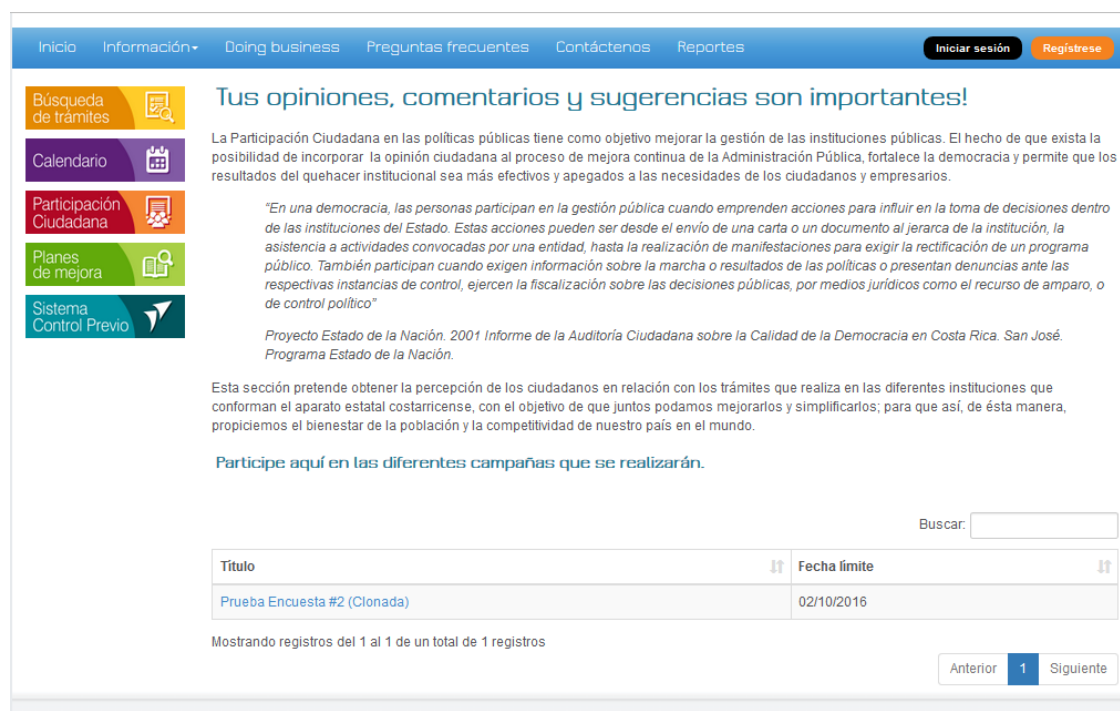 Inicio Información Doing business Preguntas frecuentes Contáctenos Reportes Iniciar sesión Regístrese
Búsqueda
de trámites
Calendario
Participación
Ciudadana
Planes
de mejora
Sistema
Control Previo
Tus opiniones, comentarios y sugerencias son importantes!
La Participación Ciudadana en las políticas públicas tiene como objetivo mejorar la gestión de las instituciones públicas. El hecho de que exista la
posibilidad de incorporar la opinión ciudadana al proceso de mejora continua de la Administración Pública, fortalece la democracia y permite que los
resultados del quehacer institucional sea más efectivos y apegados a las necesidades de los ciudadanos y empresarios.
"En una democracia, las personas participan en la gestión pública cuando emprenden acciones para influir en la toma de decisiones dentro
de las instituciones del Estado. Estas acciones pueden ser desde el envío de una carta o un documento al jerarca de la institución, la
asistencia a actividades convocadas por una entidad, hasta la realización de manifestaciones para exigir la rectificación de un programa
público. También participan cuando exigen información sobre la marcha o resultados de las políticas o presentan denuncias ante las
respectivas instancias de control, ejercen la fiscalización sobre las decisiones públicas, por medios jurídicos como el recurso de amparo, o
de control político"
Proyecto Estado de la Nación. 2001 Informe de la Auditoría Ciudadana sobre la Calidad de la Democracia en Costa Rica. San José.
Programa Estado de la Nación.
Esta sección pretende obtener la percepción de los ciudadanos en relación con los trámites que realiza en las diferentes instituciones que
conforman el aparato estatal costarricense, con el objetivo de que juntos podamos mejorarlos y simplificarlos; para que así, de ésta manera,
propiciemos el bienestar de la población y la competitividad de nuestro país en el mundo.
Participe aquí en las diferentes campañas que se realizarán.
Buscar:
Título Fecha límite
Prueba Encuesta #2 (Clonada) 02/10/2016
Mostrando registros del 1 al 1 de un total de 1 registros
Anterior 1 Siguiente